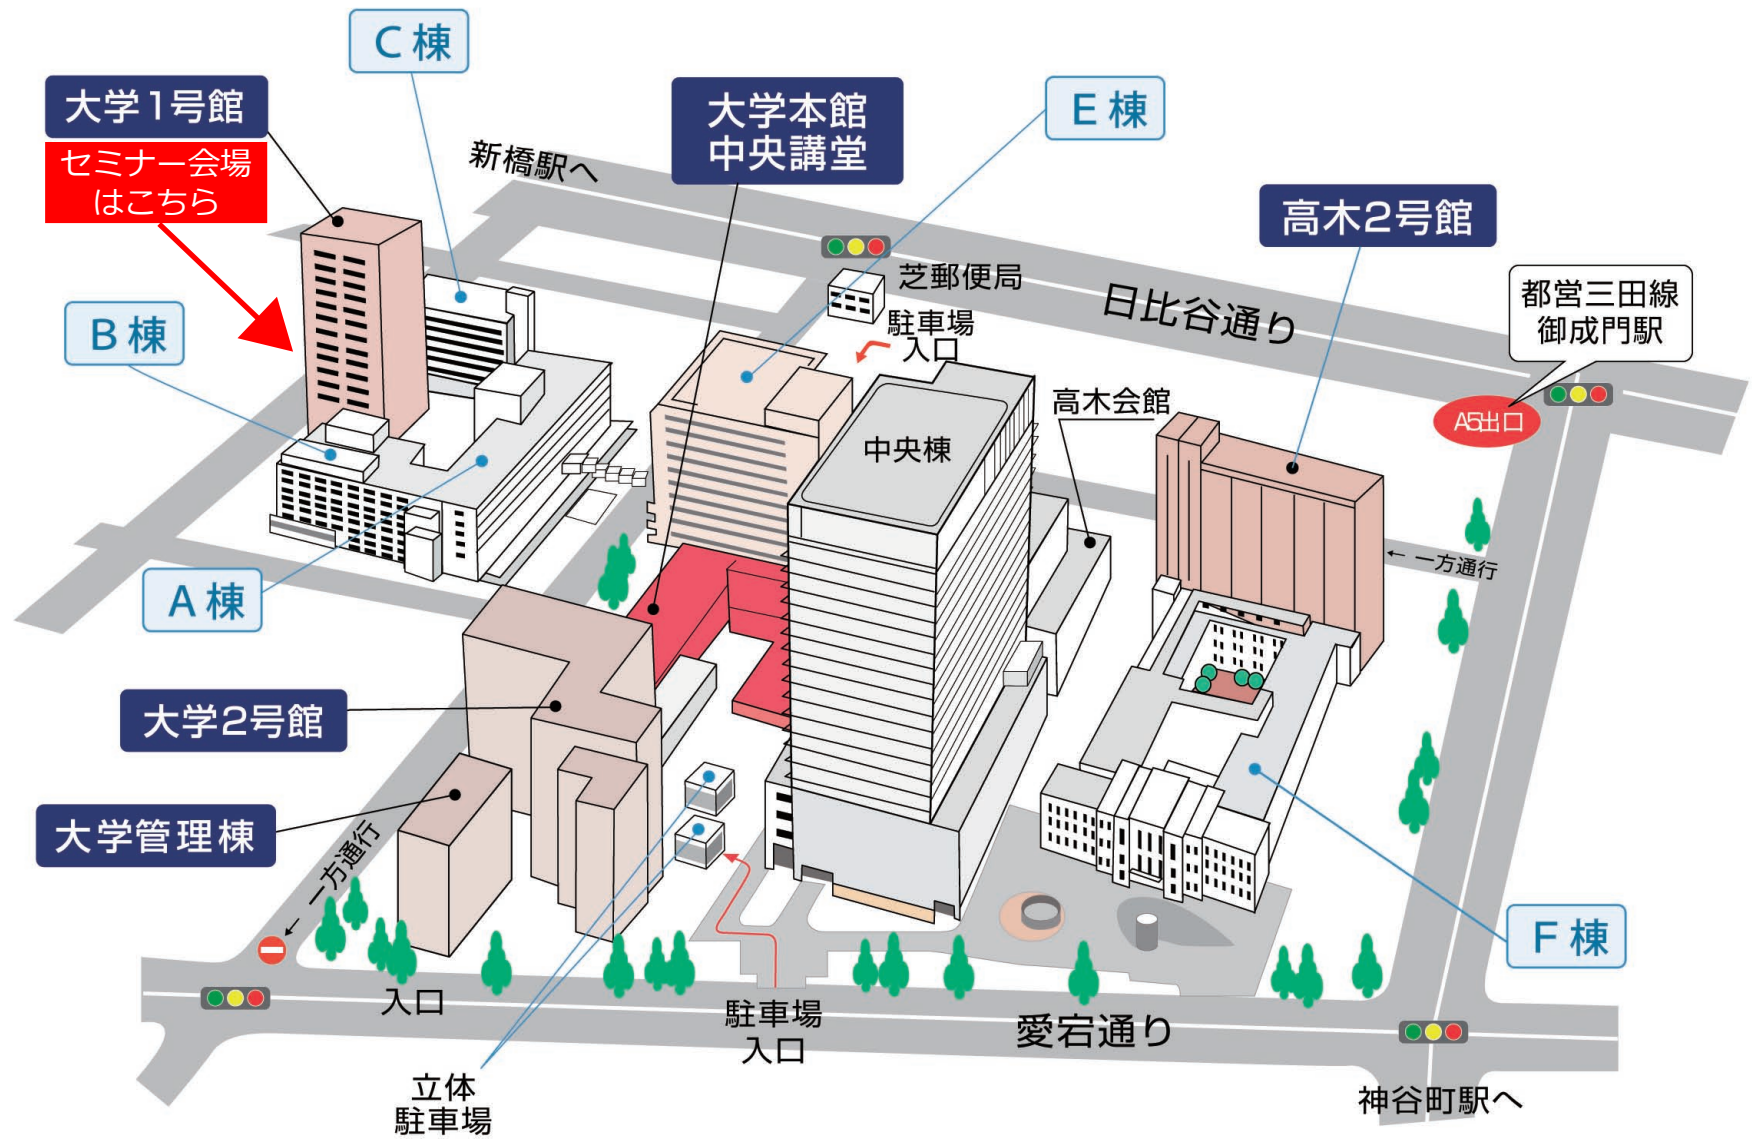 C棟
大学1号館
セミナー会場
はこちら
大学本館
中央講堂
E棟
新橋駅へ
高木2号館
芝郵便局
日比谷通り
都営三田線
御成門駅
B棟
駐車場
入口
高木会館
A5出口
中央棟
一方通行
A棟
大学2号館
大学管理棟
一方通行
F棟
入口
駐車場
入口
愛宕通り
立体
駐車場
神谷町駅へ